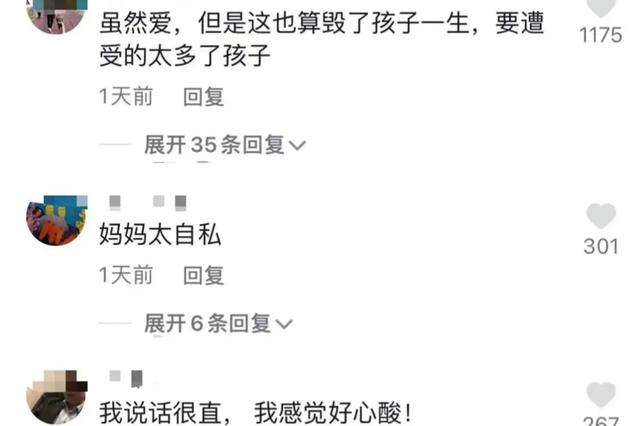 虽然爱，但是这也算毁了孩子一生，要遭
受的太多了孩子
1175
1天前 回复
展开35条回复
妈妈太自私
301
1天前 回复
展开6条回复
我说话很直， 我感觉好心酸！
267